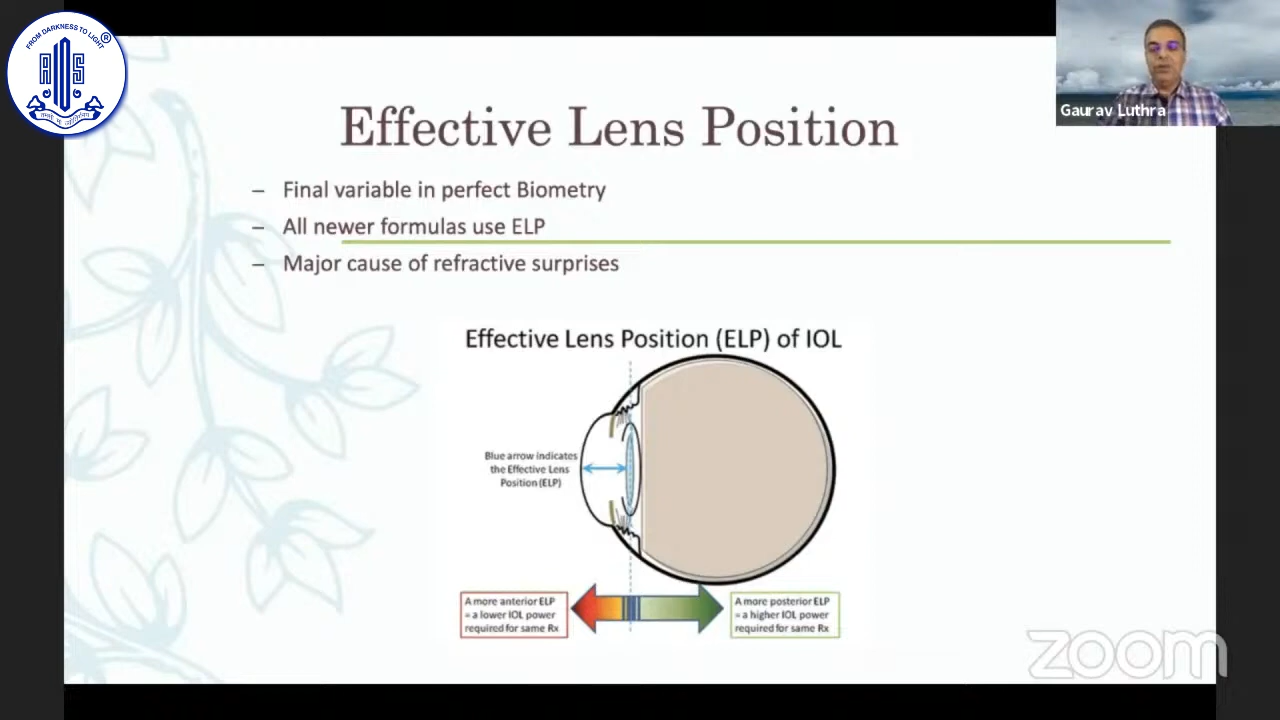 FROM DARKNESS TO LIGHT
®
AIOS
Gaurav Luthra
Effective Lens Position
– Final variable in perfect Biometry
– All newer formulas use ELP
– Major cause of refractive surprises
Effective Lens Position (ELP) of IOL
Blue arrow indicates
the Effective Lens
Position (ELP)
A more anterior ELP
= a lower IOL power
required for same Rx
A more posterior ELP
= a higher IOL power
required for same Rx
zoom